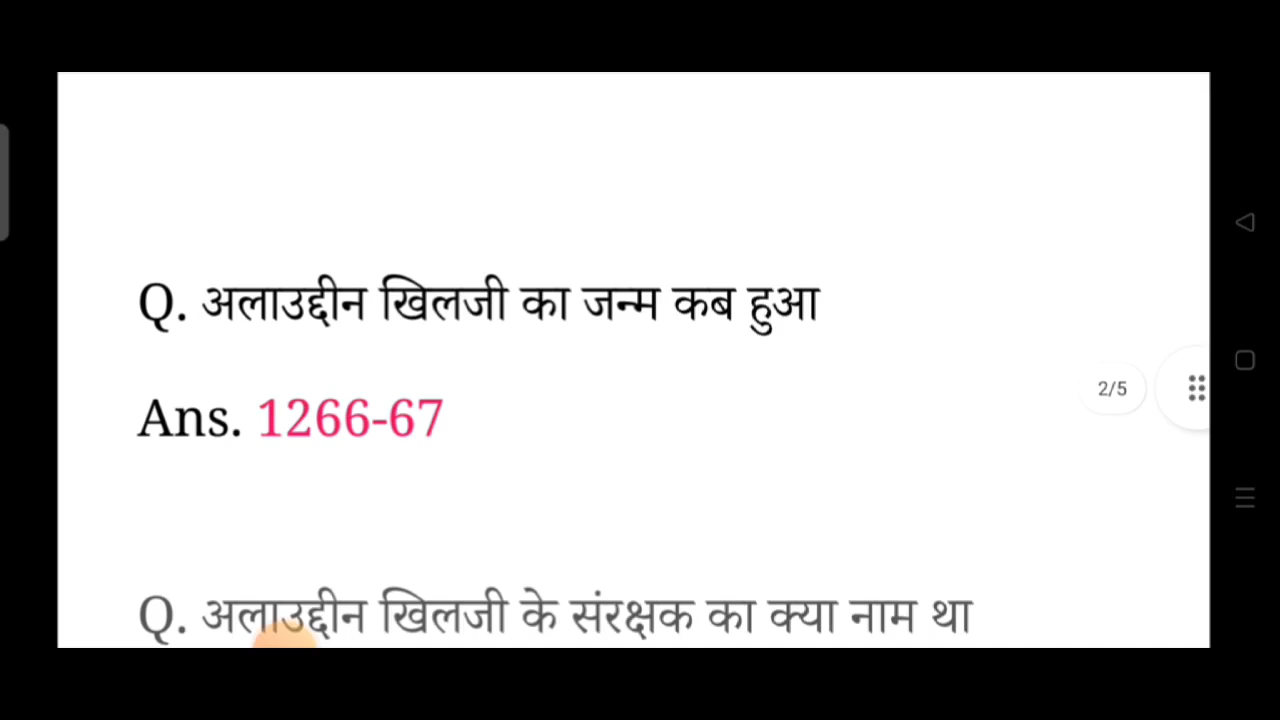 Q. अलाउद्दीन खिलजी का जन्म कब हुआ
2/5
Ans. 1266-67
Q. अलाउद्दीन खिलजी के संरक्षक का क्या नाम था